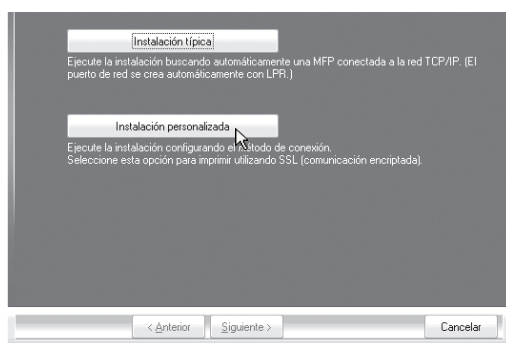 Instalación típica
Ejecute la instalación buscando automáticamente una MFP conectada a la red TCP/IP. (El
puerto de red se crea automáticamente con LPR.)
Instalación personalizada
Ejecute la instalación configurando el método de conexión.
Seleccione esta opción para imprimir utilizando SSL (comunicación encriptada).
< Anterior
Siguiente >
Cancelar